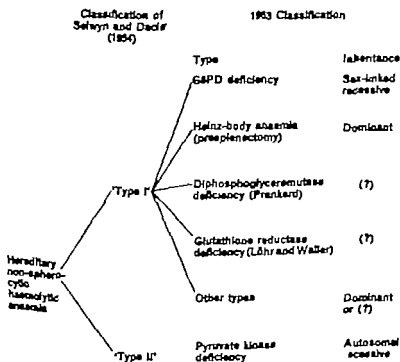 Classification of
Selwyn and Dacie
(1954)
1963 Classification
Type
Inheritance
G6PD deficiency
Sex-linked
recessive
Heinz-body anaemia
(presplenectomy)
Dominant
'Type I'
Diphosphoglyceromutase
deficiency (Prankerd)
(?)
Glutathione reductase
deficiency (Löhr and Waller)
(?)
Hereditary
non-sphero-
cytic
haemolytic
anaemia
Other types
Dominant
or (?)
'Type II'
Pyruvate kinase
deficiency
Autosomal
recessive